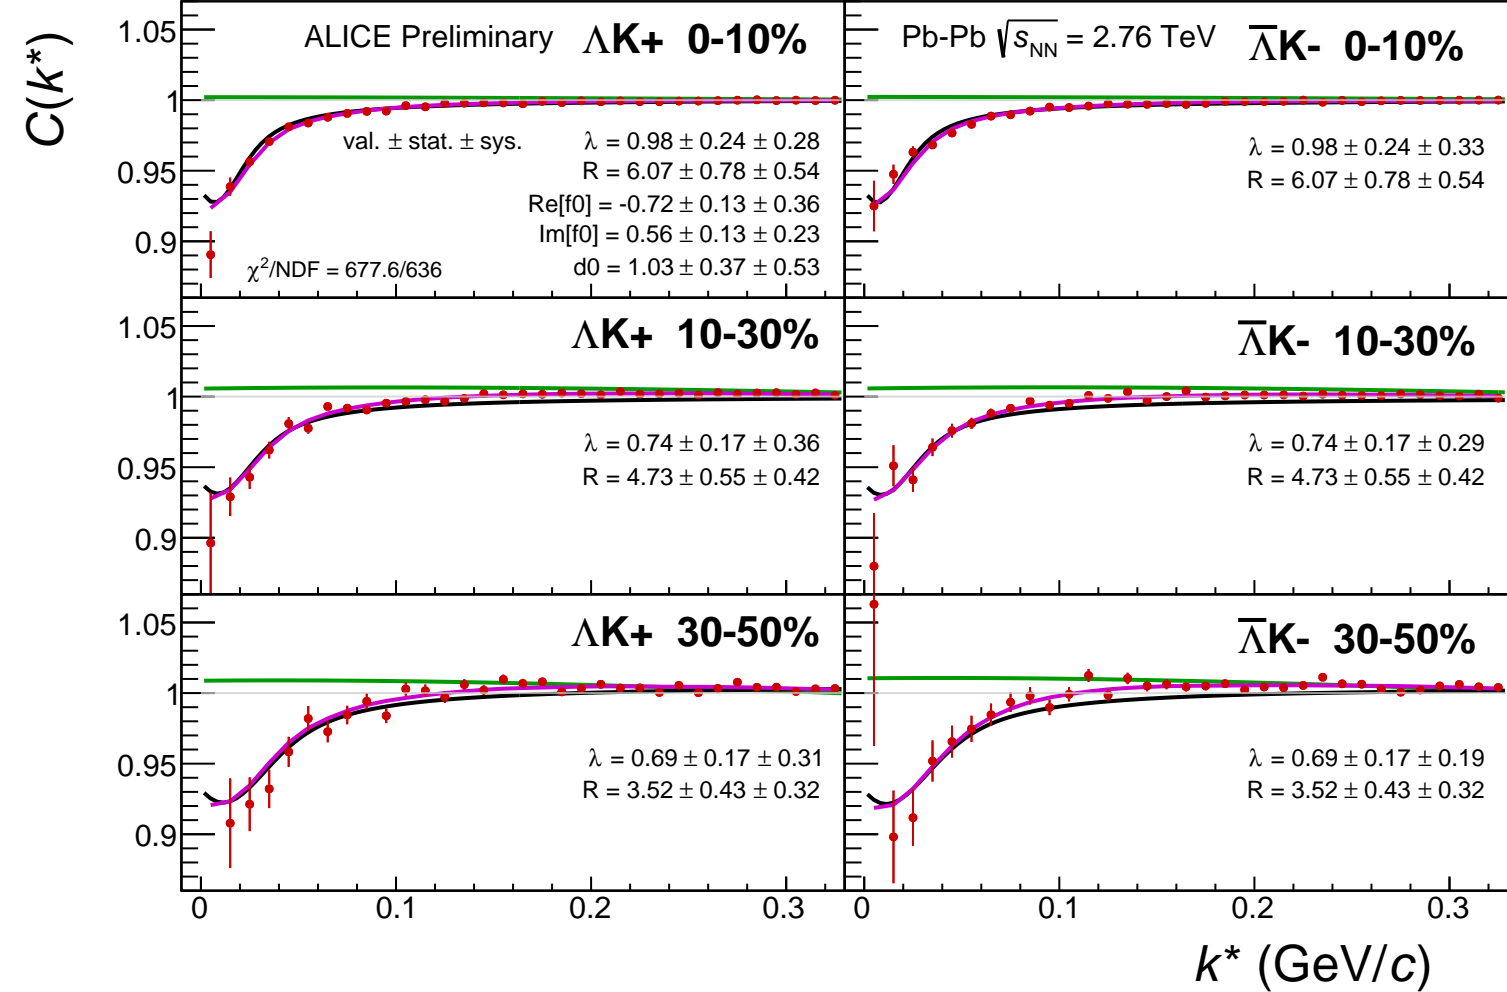 C(k*)
ALICE Preliminary ΛK+ 0-10%
1.05
1
0.95
0.9
val. ± stat. ± sys.
λ = 0.98 ± 0.24 ± 0.28
R = 6.07 ± 0.78 ± 0.54
Re[f0] = -0.72 ± 0.13 ± 0.36
Im[f0] = 0.56 ± 0.13 ± 0.23
d0 = 1.03 ± 0.37 ± 0.53
χ²/NDF = 677.6/636
Pb-Pb √s_NN = 2.76 TeV Λ̅K- 0-10%
λ = 0.98 ± 0.24 ± 0.33
R = 6.07 ± 0.78 ± 0.54
ΛK+ 10-30%
1.05
1
0.95
0.9
λ = 0.74 ± 0.17 ± 0.36
R = 4.73 ± 0.55 ± 0.42
Λ̅K- 10-30%
λ = 0.74 ± 0.17 ± 0.29
R = 4.73 ± 0.55 ± 0.42
ΛK+ 30-50%
1.05
1
0.95
0.9
λ = 0.69 ± 0.17 ± 0.31
R = 3.52 ± 0.43 ± 0.32
Λ̅K- 30-50%
λ = 0.69 ± 0.17 ± 0.19
R = 3.52 ± 0.43 ± 0.32
0 0.1 0.2 0.3 0 0.1 0.2 0.3
k* (GeV/c)